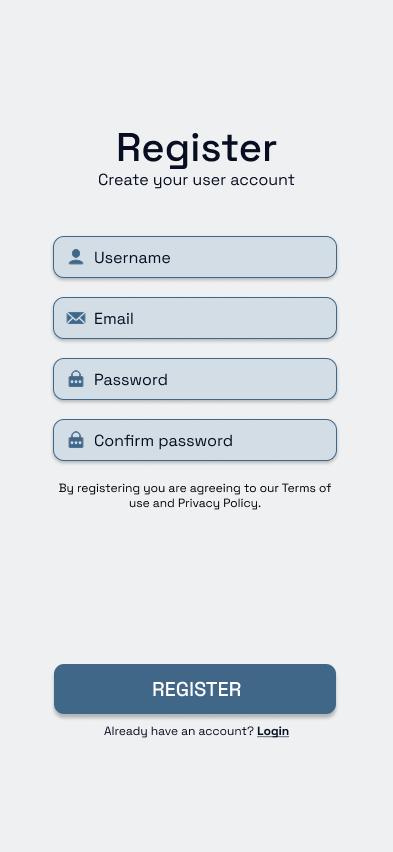 Register
Create your user account
Username
Email
Password
Confirm password
By registering you are agreeing to our Terms of
use and Privacy Policy.
REGISTER
Already have an account? Login